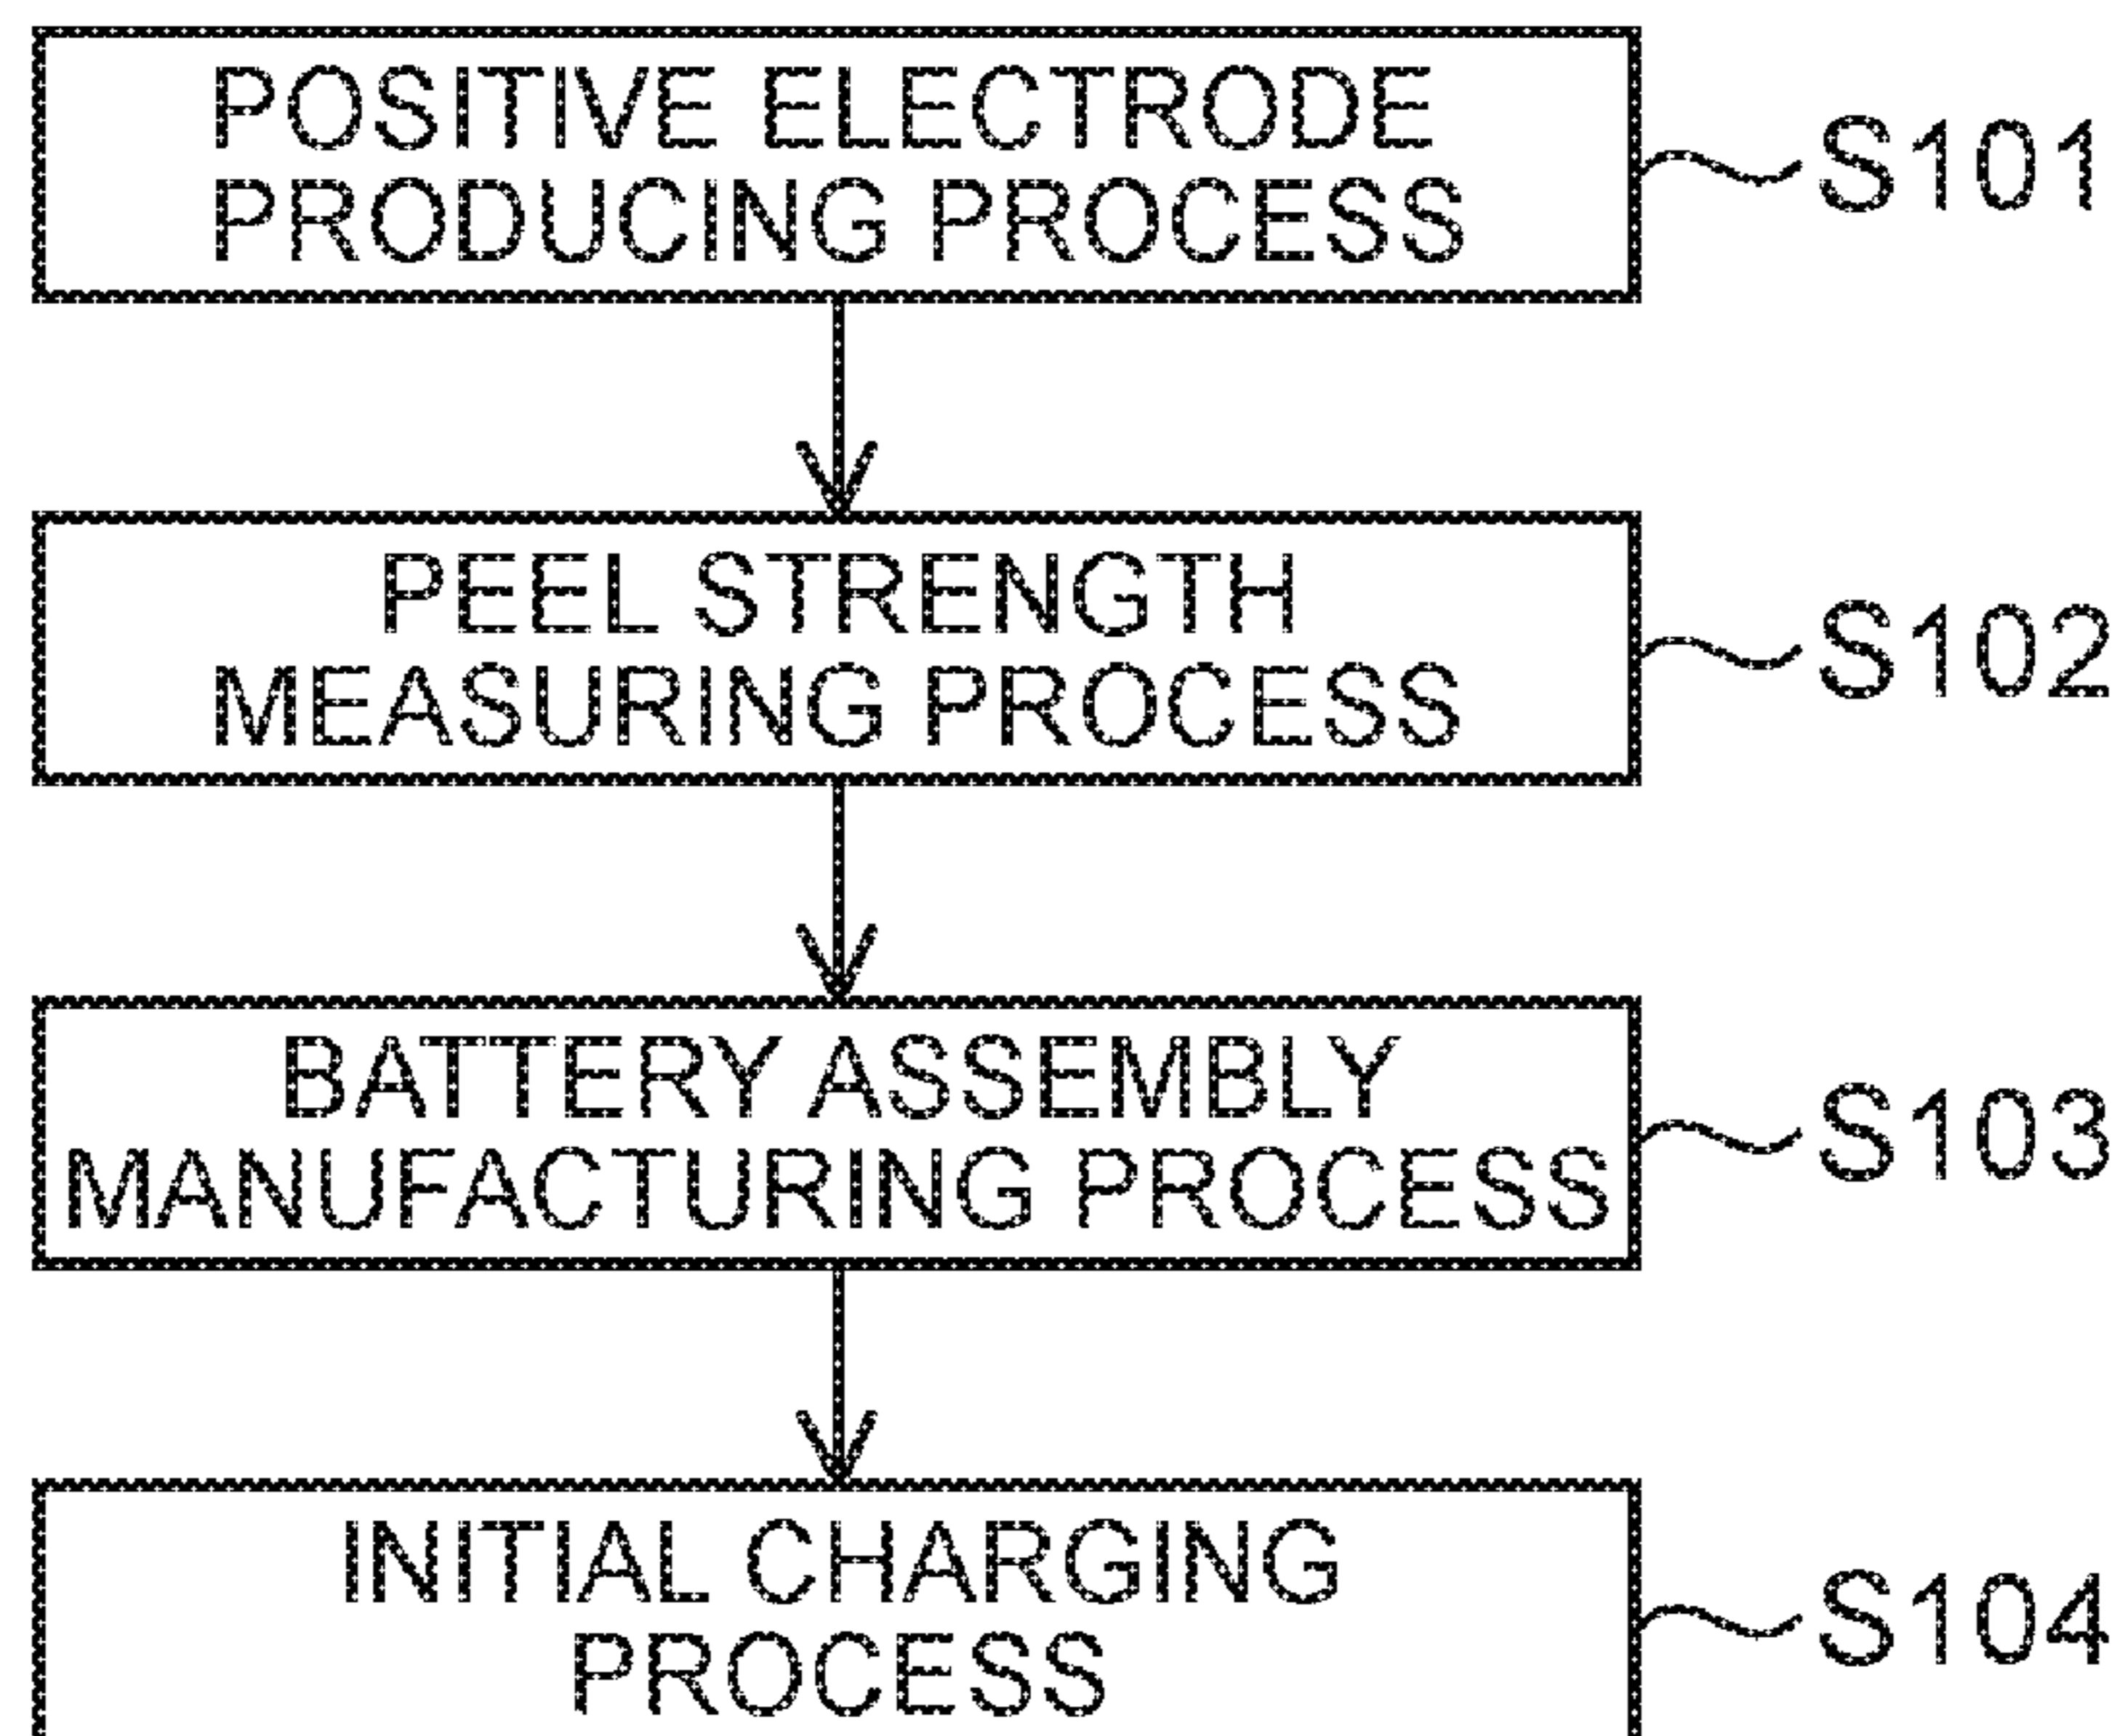 POSITIVE ELECTRODE
PRODUCING PROCESS
S101
PEEL STRENGTH
MEASURING PROCESS
S102
BATTERY ASSEMBLY
MANUFACTURING PROCESS
S103
INITIAL CHARGING
PROCESS
S104